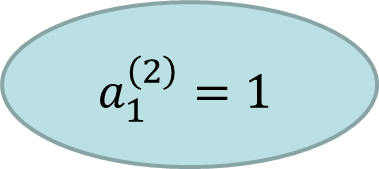 $a_1^{(2)} = 1$